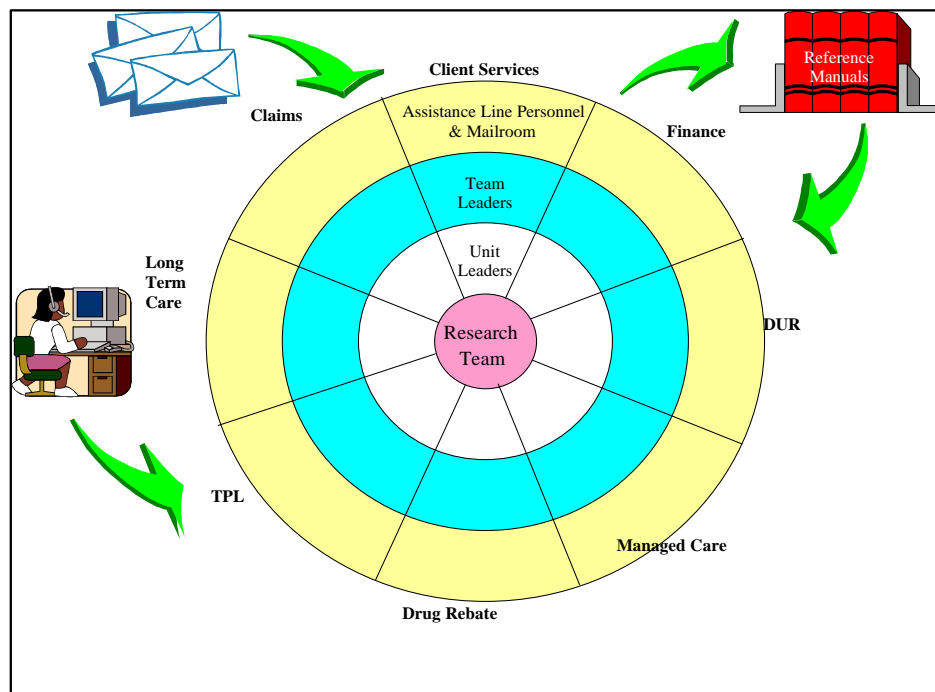 Client Services
Reference
Manuals
Claims
Assistance Line Personnel
& Mailroom
Finance
Team
Leaders
Unit
Leaders
Long
Term
Care
DUR
Research
Team
TPL
Managed Care
Drug Rebate